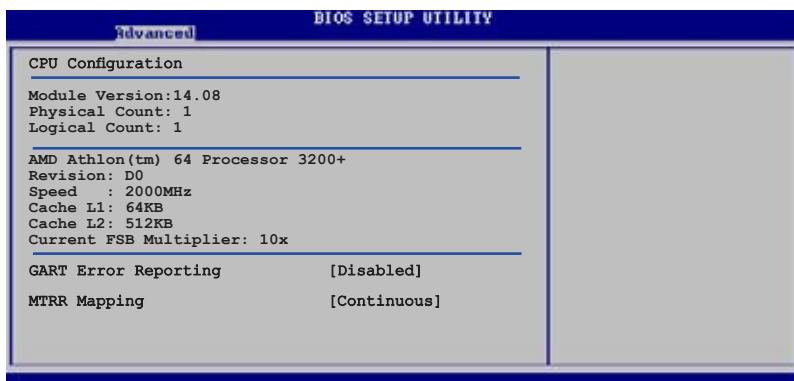 BIOS SETUP UTILITY
Advanced
CPU Configuration
Module Version:14.08
Physical Count: 1
Logical Count: 1
AMD Athlon(tm) 64 Processor 3200+
Revision: D0
Speed   : 2000MHz
Cache L1: 64KB
Cache L2: 512KB
Current FSB Multiplier: 10x
GART Error Reporting [Disabled]
MTRR Mapping [Continuous]